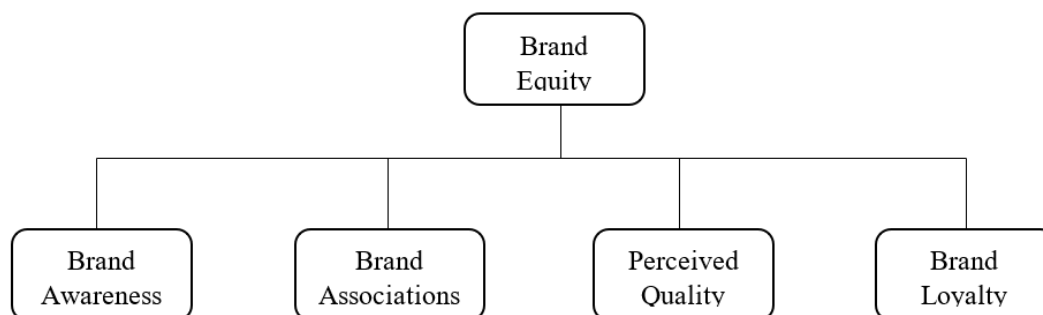 Brand
Equity
Brand
Awareness
Brand
Associations
Perceived
Quality
Brand
Loyalty